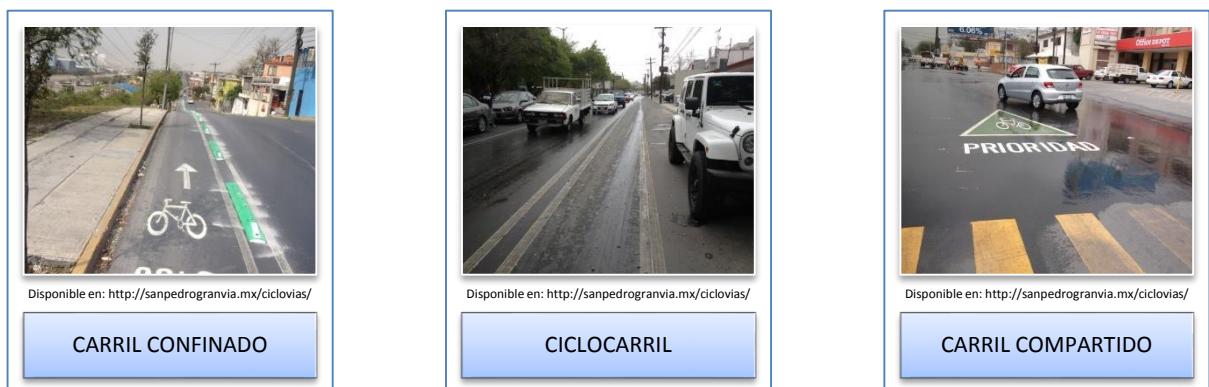 6.06%
Office DEPOT
PRIORIDAD
Disponible en: http://sanpedrogranvia.mx/ciclovias/
Disponible en: http://sanpedrogranvia.mx/ciclovias/
Disponible en: http://sanpedrogranvia.mx/ciclovias/
CARRIL CONFINADO
CICLOCARRIL
CARRIL COMPARTIDO